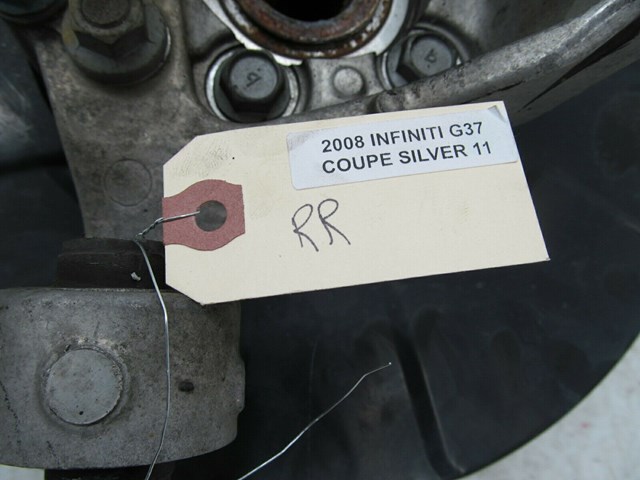 2008 INFINITI G37
COUPE SILVER 11
RR